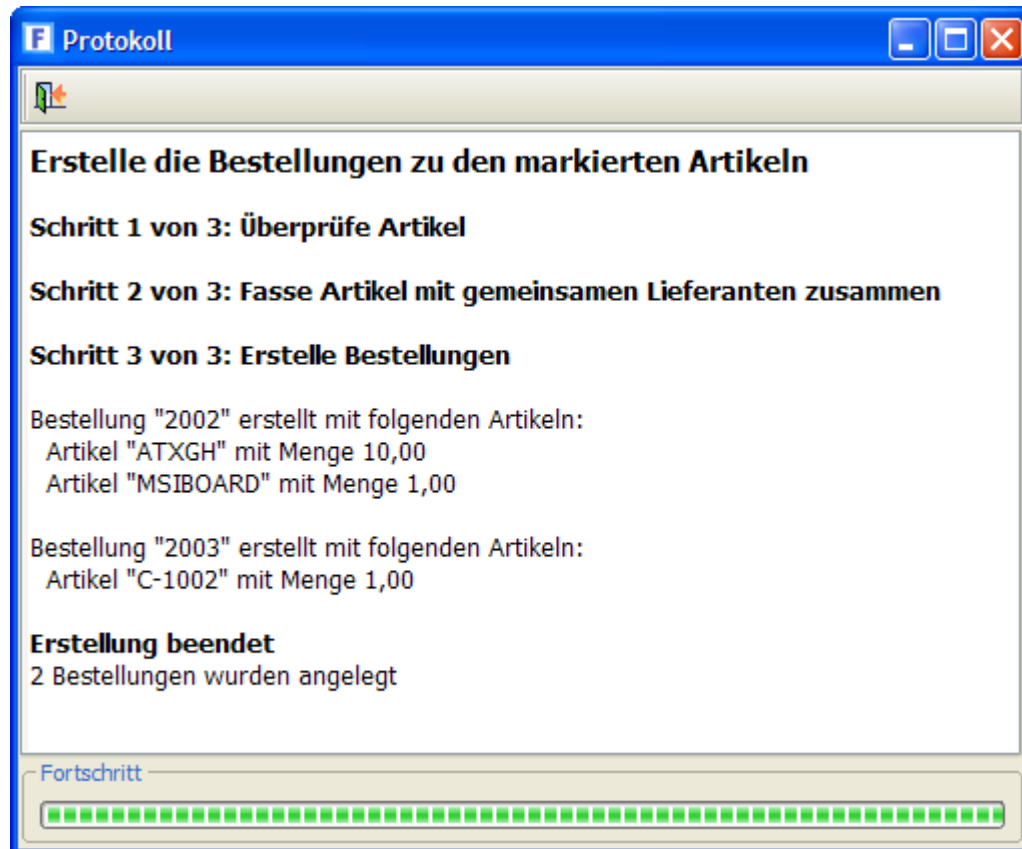 F Protokoll
Erstelle die Bestellungen zu den markierten Artikeln
Schritt 1 von 3: Überprüfe Artikel
Schritt 2 von 3: Fasse Artikel mit gemeinsamen Lieferanten zusammen
Schritt 3 von 3: Erstelle Bestellungen
Bestellung "2002" erstellt mit folgenden Artikeln:
Artikel "ATXGH" mit Menge 10,00
Artikel "MSIBOARD" mit Menge 1,00
Bestellung "2003" erstellt mit folgenden Artikeln:
Artikel "C-1002" mit Menge 1,00
Erstellung beendet
2 Bestellungen wurden angelegt
Fortschritt